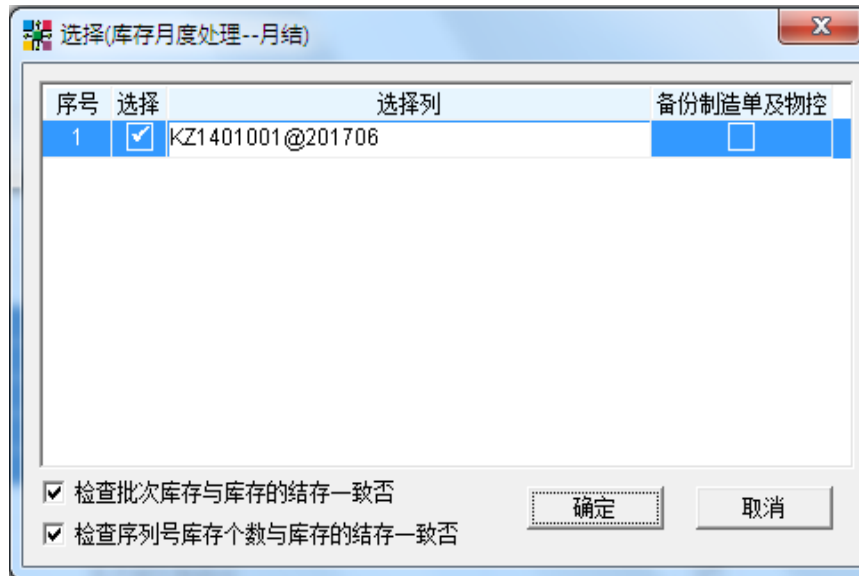 选择(库存月度处理--月结)
序号 选择 选择列 备份制造单及物控
1 KZ1401001@201706
检查批次库存与库存的结存一致否
检查序列号库存个数与库存的结存一致否
确定 取消